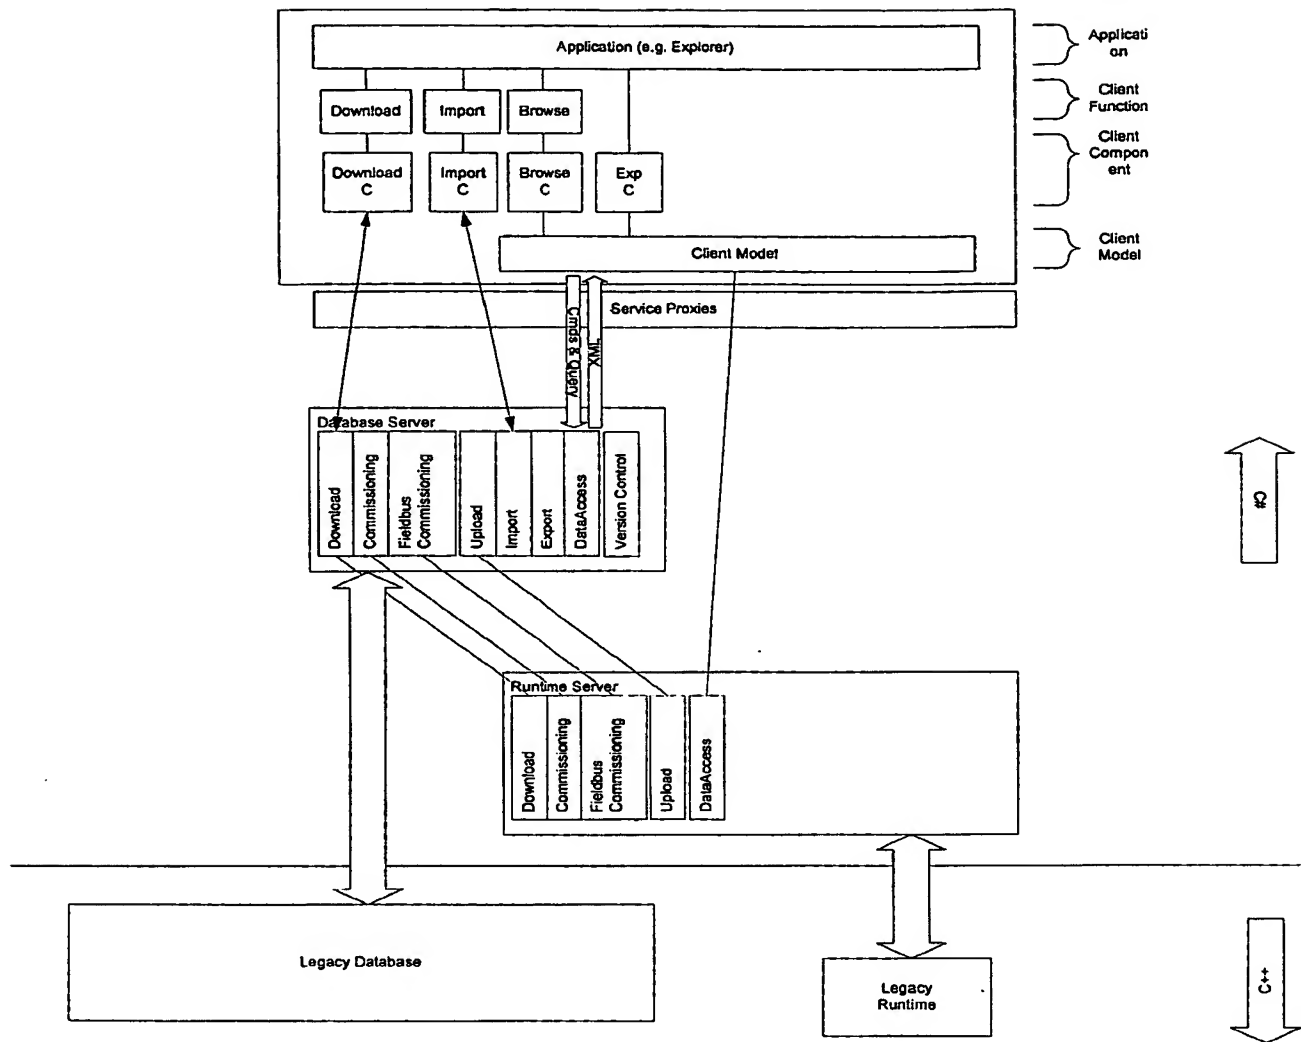 Application (e.g. Explorer)
Applicati
on
Download
Import
Browse
Client
Function
Download
C
Import
C
Browse
C
Exp
C
Client
Compon
ent
Client Model
Client
Model
Service Proxies
Cmds & Query
XML
Database Server
Download
Commissioning
Fieldbus
Commissioning
Upload
Import
Export
DataAccess
Version Control
C#
Runtime Server
Download
Commissioning
Fieldbus
Commissioning
Upload
DataAccess
Legacy Database
Legacy
Runtime
C++